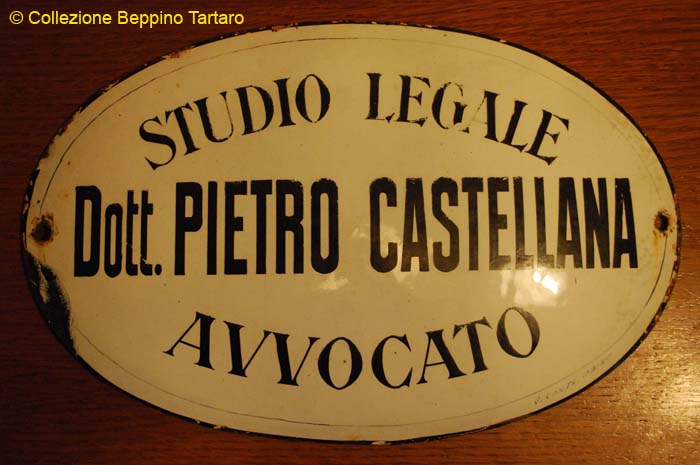 © Collezione Beppino Tartaro
STUDIO LEGALE
Dott. PIETRO CASTELLANA
AVVOCATO